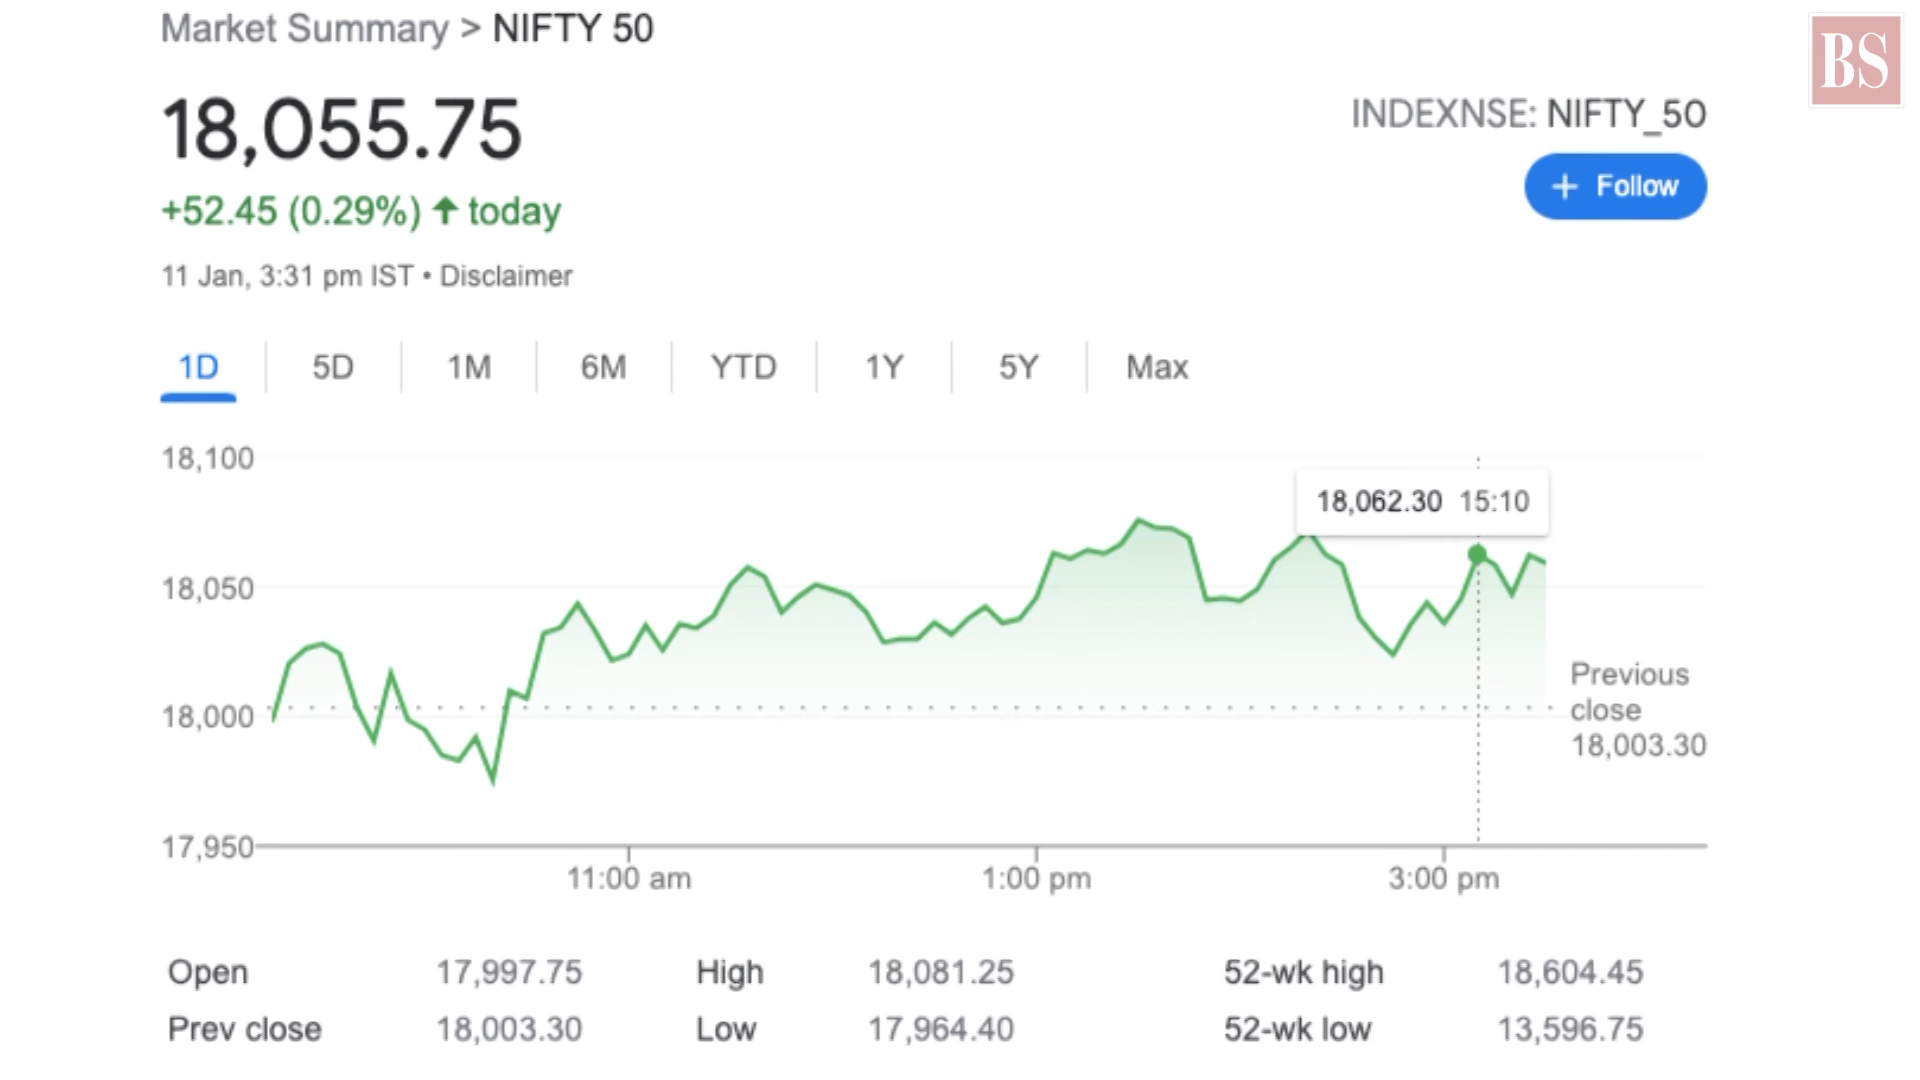 Market Summary > NIFTY 50
BS
18,055.75
INDEXNSE: NIFTY_50
+ Follow
+52.45 (0.29%) ↑ today
11 Jan, 3:31 pm IST • Disclaimer
1D 5D 1M 6M YTD 1Y 5Y Max
18,100
18,062.30 15:10
18,050
18,000
Previous
close
18,003.30
17,950
11:00 am 1:00 pm 3:00 pm
Open 17,997.75 High 18,081.25 52-wk high 18,604.45
Prev close 18,003.30 Low 17,964.40 52-wk low 13,596.75